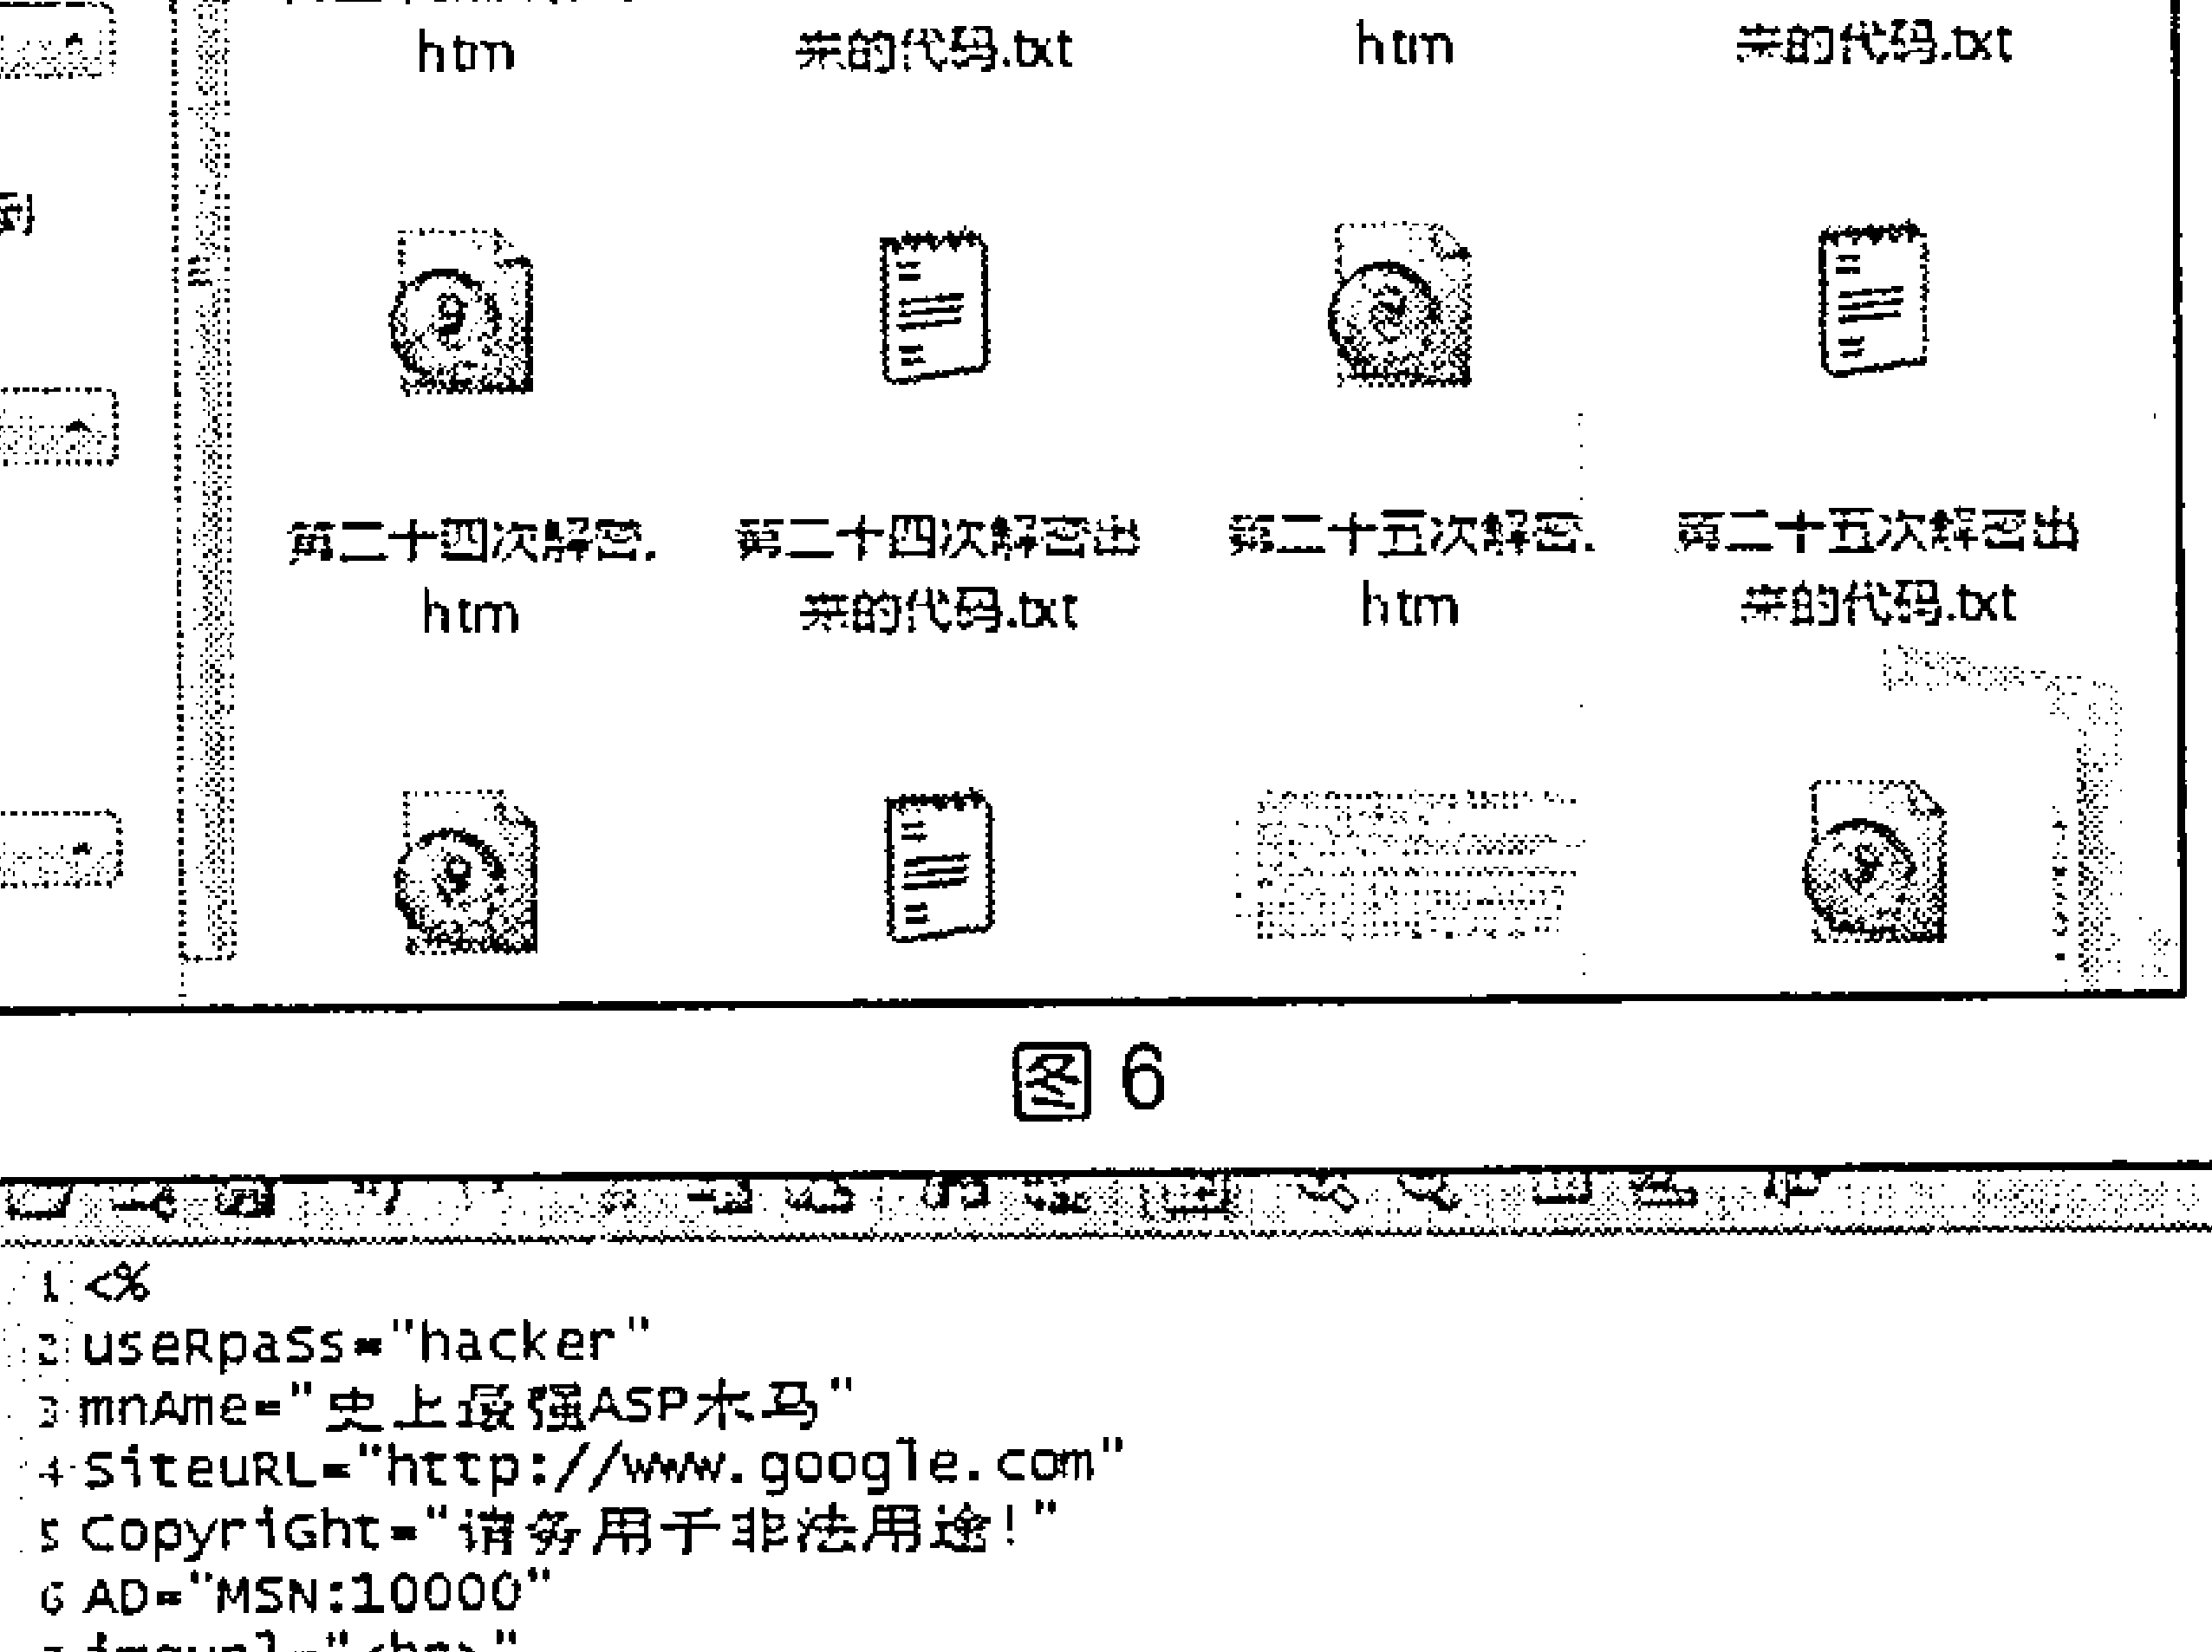 htm
来的代码.txt
htm
来的代码.txt
第二十四次解密.
htm
第二十四次解密出
来的代码.txt
第二十五次解密.
htm
第二十五次解密出
来的代码.txt
图 6
1 <%
2 useRpaSs="hacker"
3 mnAme="史上最强ASP木马"
4 SiteuRL="http://www.google.com"
5 CopyriGht="请务用于非法用途!"
6 AD="MSN:10000"